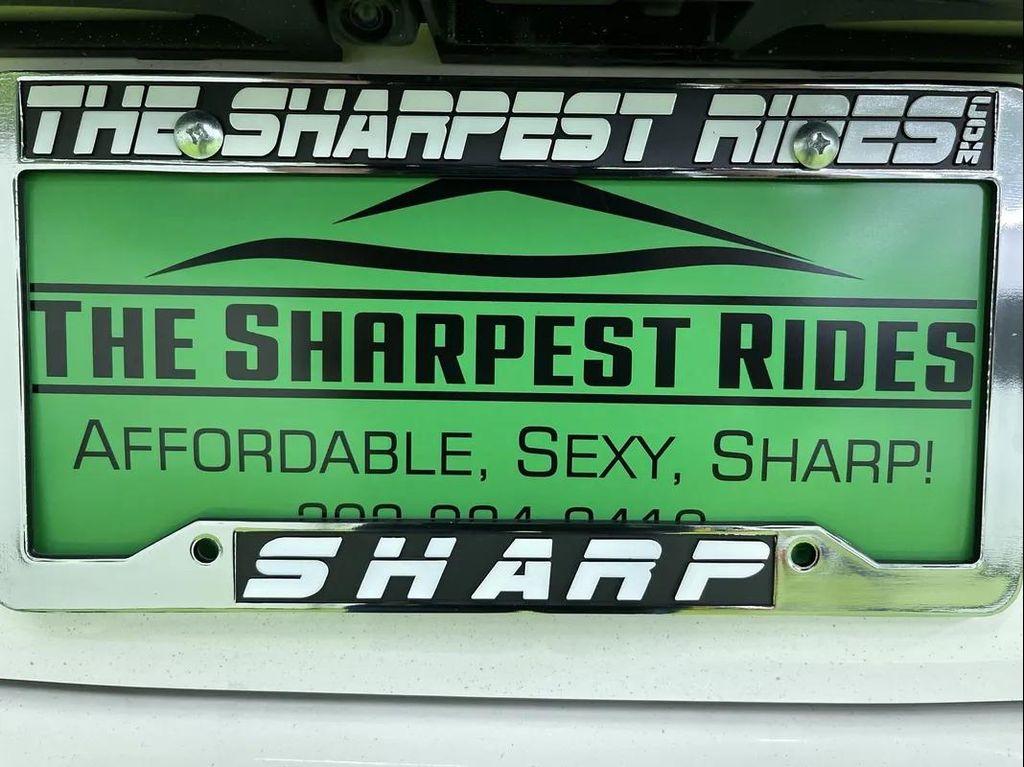 THE SHARPEST RIDES.COM
THE SHARPEST RIDES
AFFORDABLE, SEXY, SHARP!
SHARP